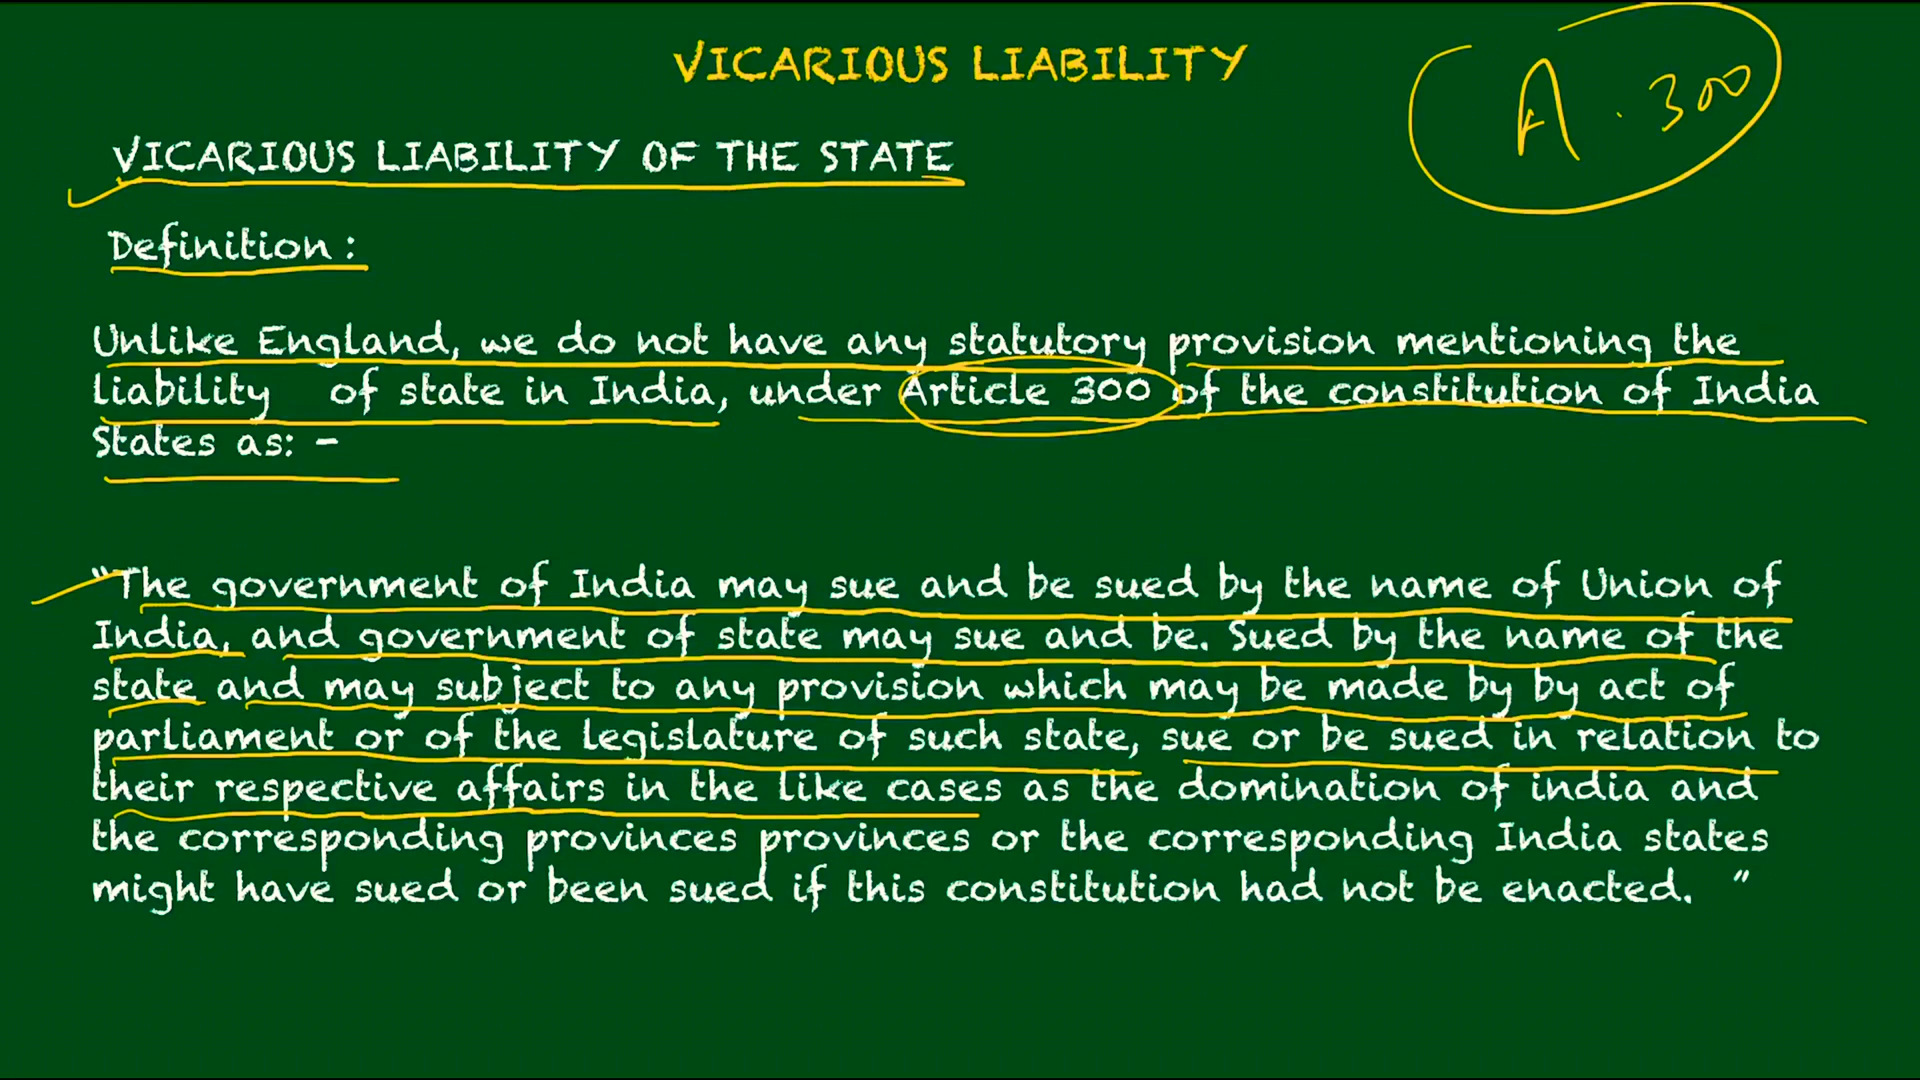 VICARIOUS LIABILITY
A. 300
VICARIOUS LIABILITY OF THE STATE
Definition :
Unlike England, we do not have any statutory provision mentioning the
liability of state in India, under Article 300 of the constitution of India
States as: -
"The government of India may sue and be sued by the name of Union of
India, and government of state may sue and be. Sued by the name of the
state and may subject to any provision which may be made by by act of
parliament or of the legislature of such state, sue or be sued in relation to
their respective affairs in the like cases as the domination of india and
the corresponding provinces provinces or the corresponding India states
might have sued or been sued if this constitution had not be enacted. "